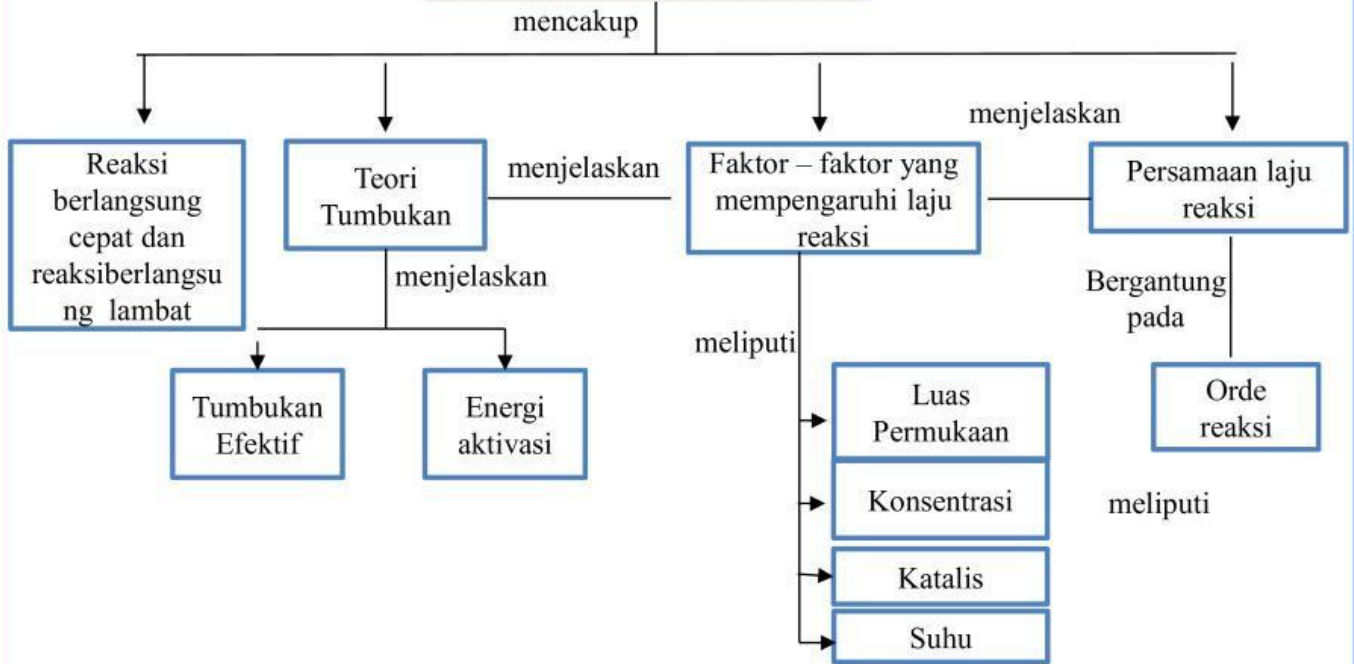 mencakup
menjelaskan
Reaksi
berlangsung
cepat dan
reaksiberlangsu
ng lambat
Teori
Tumbukan
menjelaskan
Faktor – faktor yang
mempengaruhi laju
reaksi
Persamaan laju
reaksi
menjelaskan
Bergantung
pada
meliputi
Tumbukan
Efektif
Energi
aktivasi
Luas
Permukaan
Orde
reaksi
Konsentrasi
meliputi
Katalis
Suhu